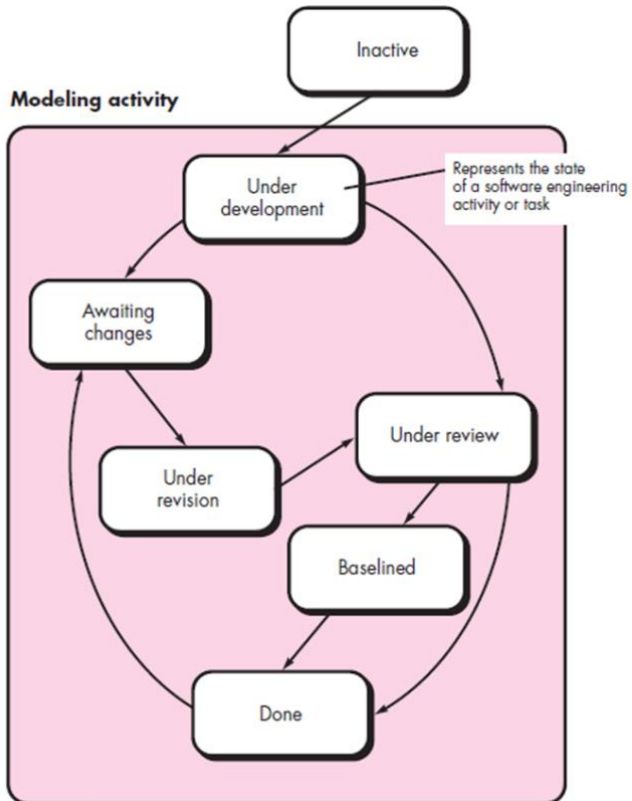 Inactive
Modeling activity
Under
development
Represents the state
of a software engineering
activity or task
Awaiting
changes
Under review
Under
revision
Baselined
Done